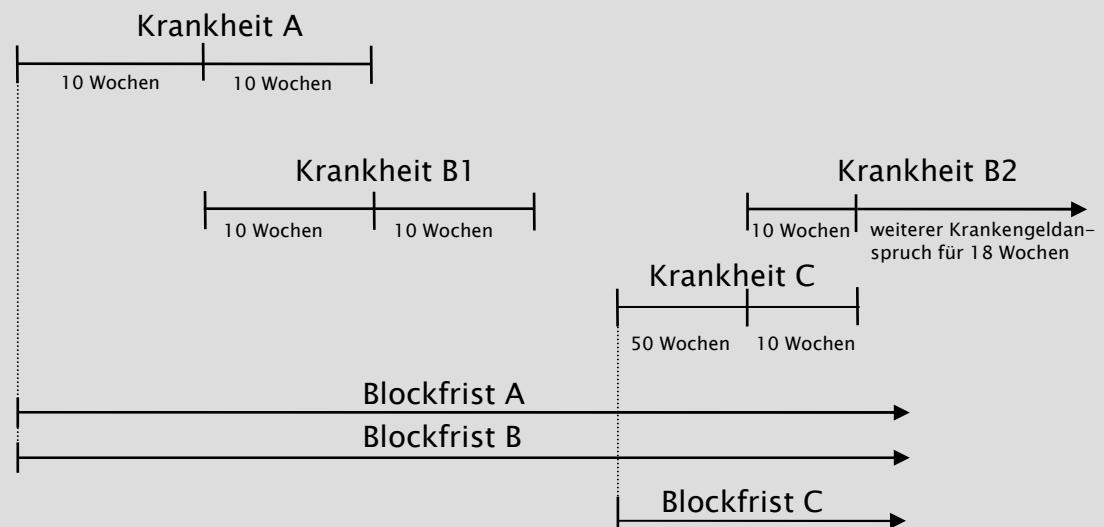 Krankheit A
10 Wochen 10 Wochen
Krankheit B1 Krankheit B2
10 Wochen 10 Wochen 10 Wochen weiterer Krankengeldan-
spruch für 18 Wochen
Krankheit C
50 Wochen 10 Wochen
Blockfrist A
Blockfrist B
Blockfrist C